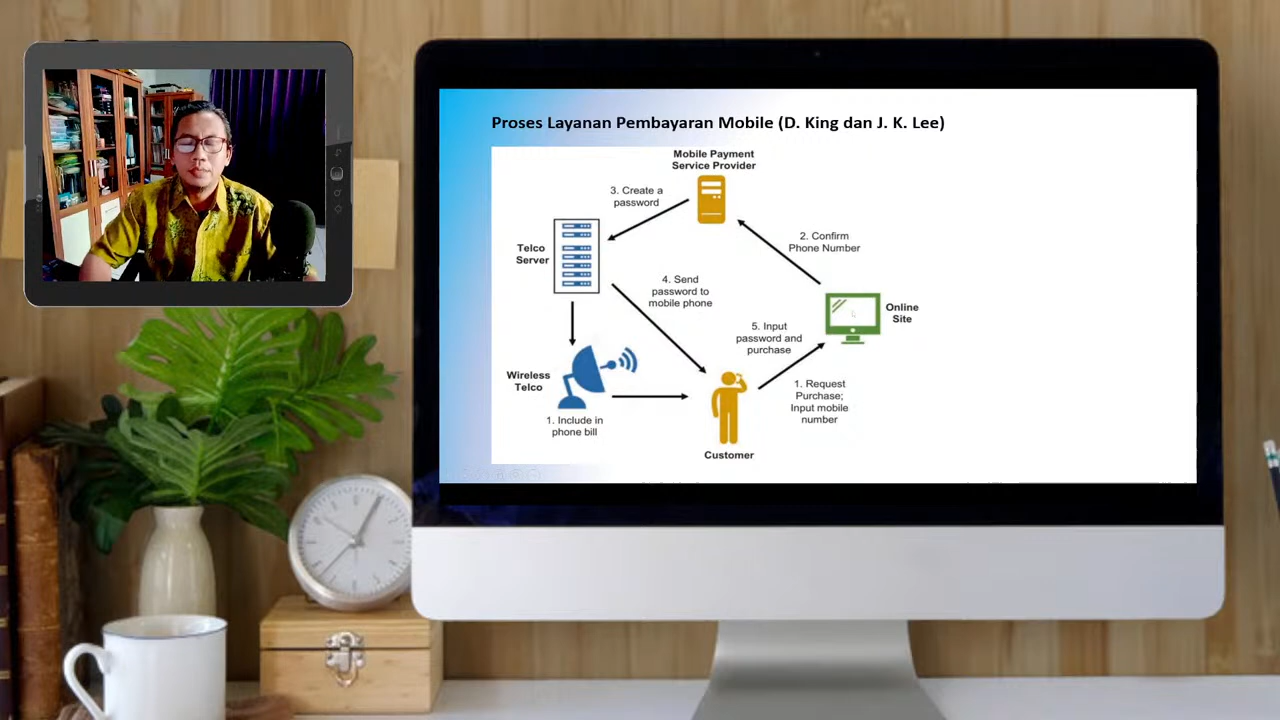 Proses Layanan Pembayaran Mobile (D. King dan J. K. Lee)
Mobile Payment
Service Provider
3. Create a
password
2. Confirm
Phone Number
Telco
Server
4. Send
password to
mobile phone
Online
Site
5. Input
password and
purchase
Wireless
Telco
1. Request
Purchase;
Input mobile
number
1. Include in
phone bill
Customer